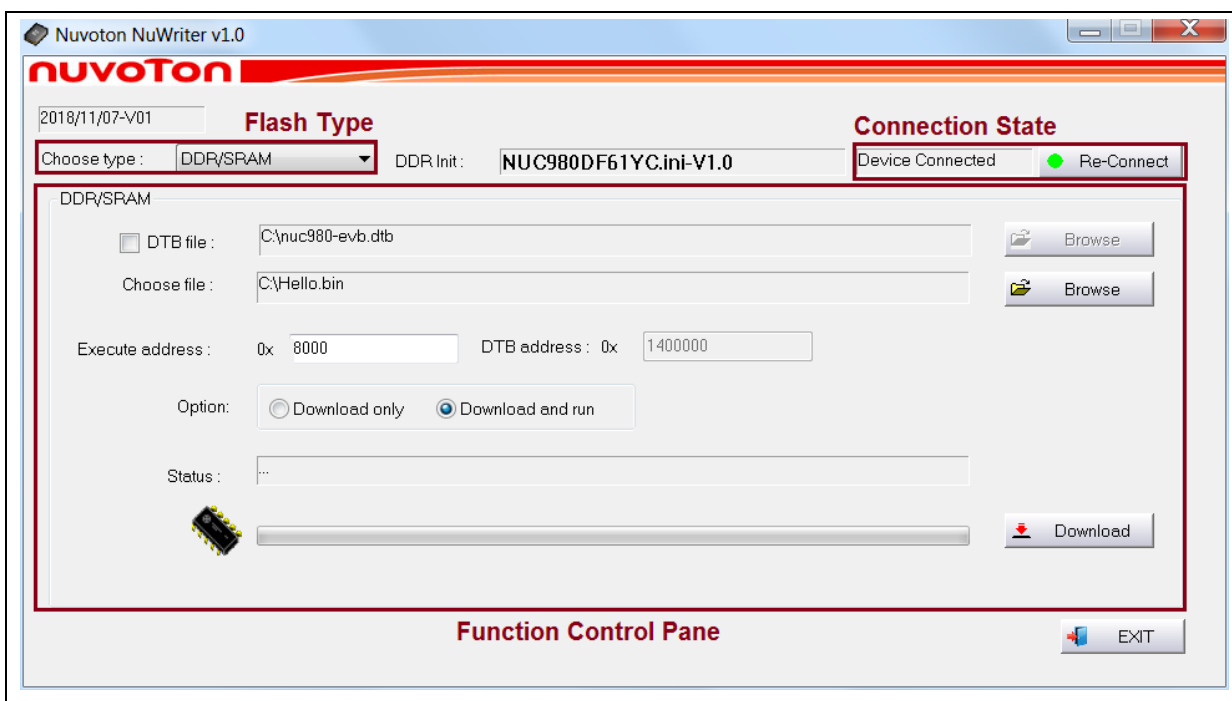 Nuvoton NuWriter v1.0
nuvoTon
2018/11/07-V01
Flash Type
Connection State
Choose type : DDR/SRAM DDR Init : NUC980DF61YC.ini-V1.0 Device Connected Re-Connect
DDR/SRAM
DTB file : C:\nuc980-evb.dtb Browse
Choose file : C:\Hello.bin Browse
Execute address : 0x 8000 DTB address : 0x 1400000
Option: Download only Download and run
Status : ...
Download
Function Control Pane
EXIT